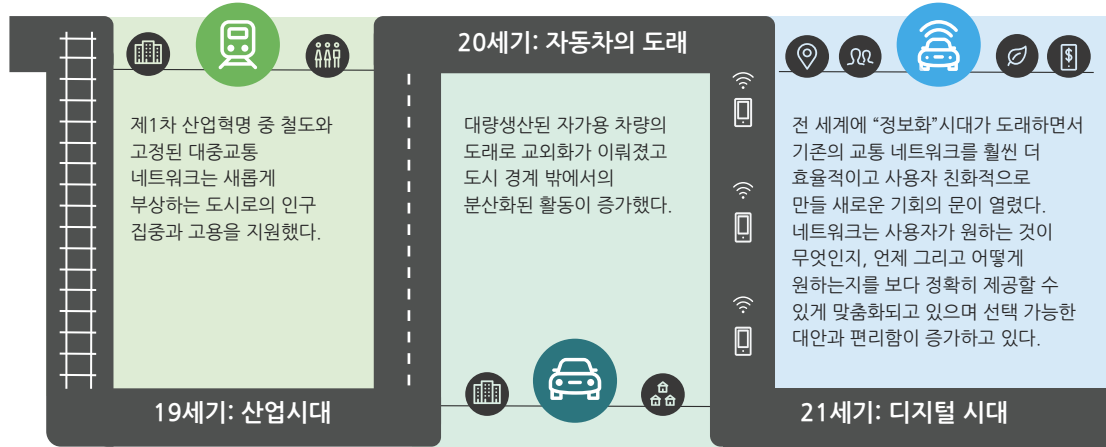 제1차 산업혁명 중 철도와
고정된 대중교통
네트워크는 새롭게
부상하는 도시로의 인구
집중과 고용을 지원했다.
19세기: 산업시대
20세기: 자동차의 도래
대량생산된 자가용 차량의
도래로 교외화가 이뤄졌고
도시 경계 밖에서의
분산화된 활동이 증가했다.
$
전 세계에 “정보화”시대가 도래하면서
기존의 교통 네트워크를 훨씬 더
효율적이고 사용자 친화적으로
만들 새로운 기회의 문이 열렸다.
네트워크는 사용자가 원하는 것이
무엇인지, 언제 그리고 어떻게
원하는지를 보다 정확히 제공할 수
있게 맞춤화되고 있으며 선택 가능한
대안과 편리함이 증가하고 있다.
21세기: 디지털 시대